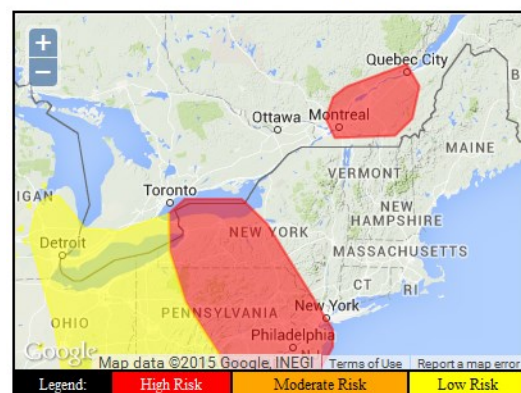 +
−
Quebec City
Ottawa
Montreal
MAINE
VERMONT
Toronto
NEW
HAMPSHIRE
IGAN
NEW YORK
Detroit
MASSACHUSETTS
CT
RI
PENNSYLVANIA
New York
OHIO
Philadelphia
Google
Map data ©2015 Google, INEGI
Terms of Use
Report a map error
Legend: High Risk Moderate Risk Low Risk